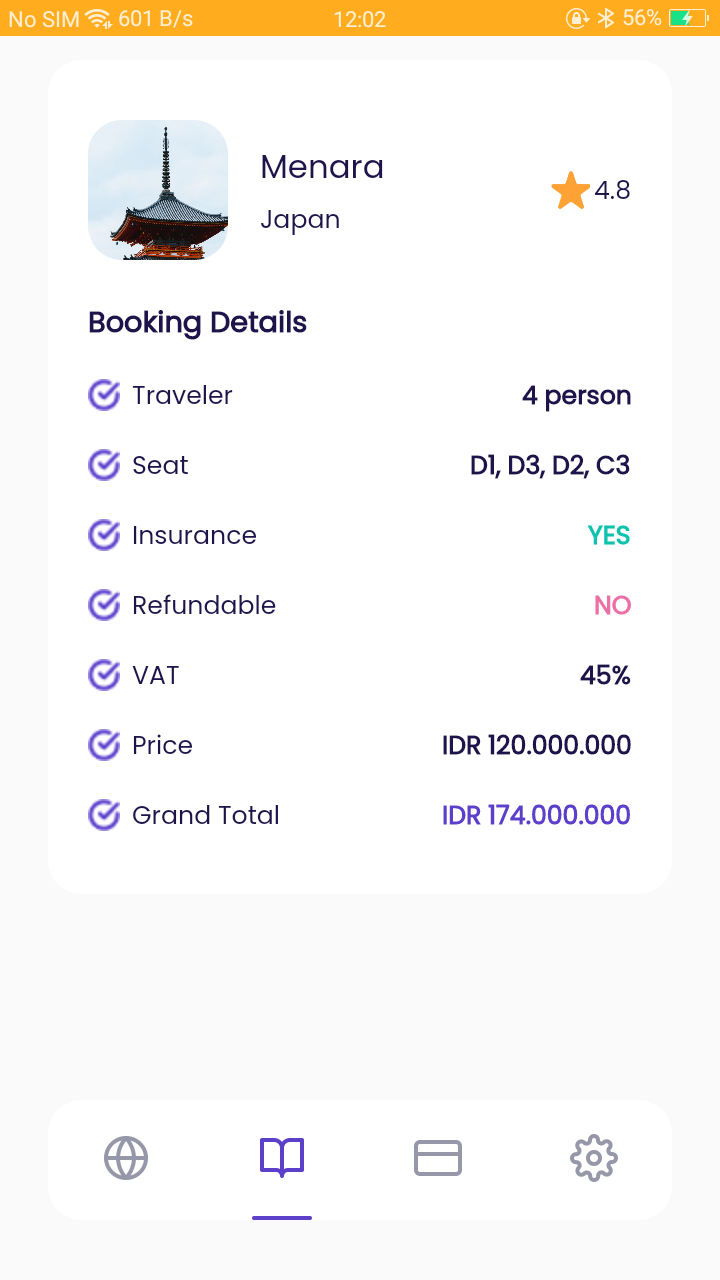 No SIM 601 B/s 12:02 56%
Menara
Japan
4.8
Booking Details
Traveler 4 person
Seat D1, D3, D2, C3
Insurance YES
Refundable NO
VAT 45%
Price IDR 120.000.000
Grand Total IDR 174.000.000